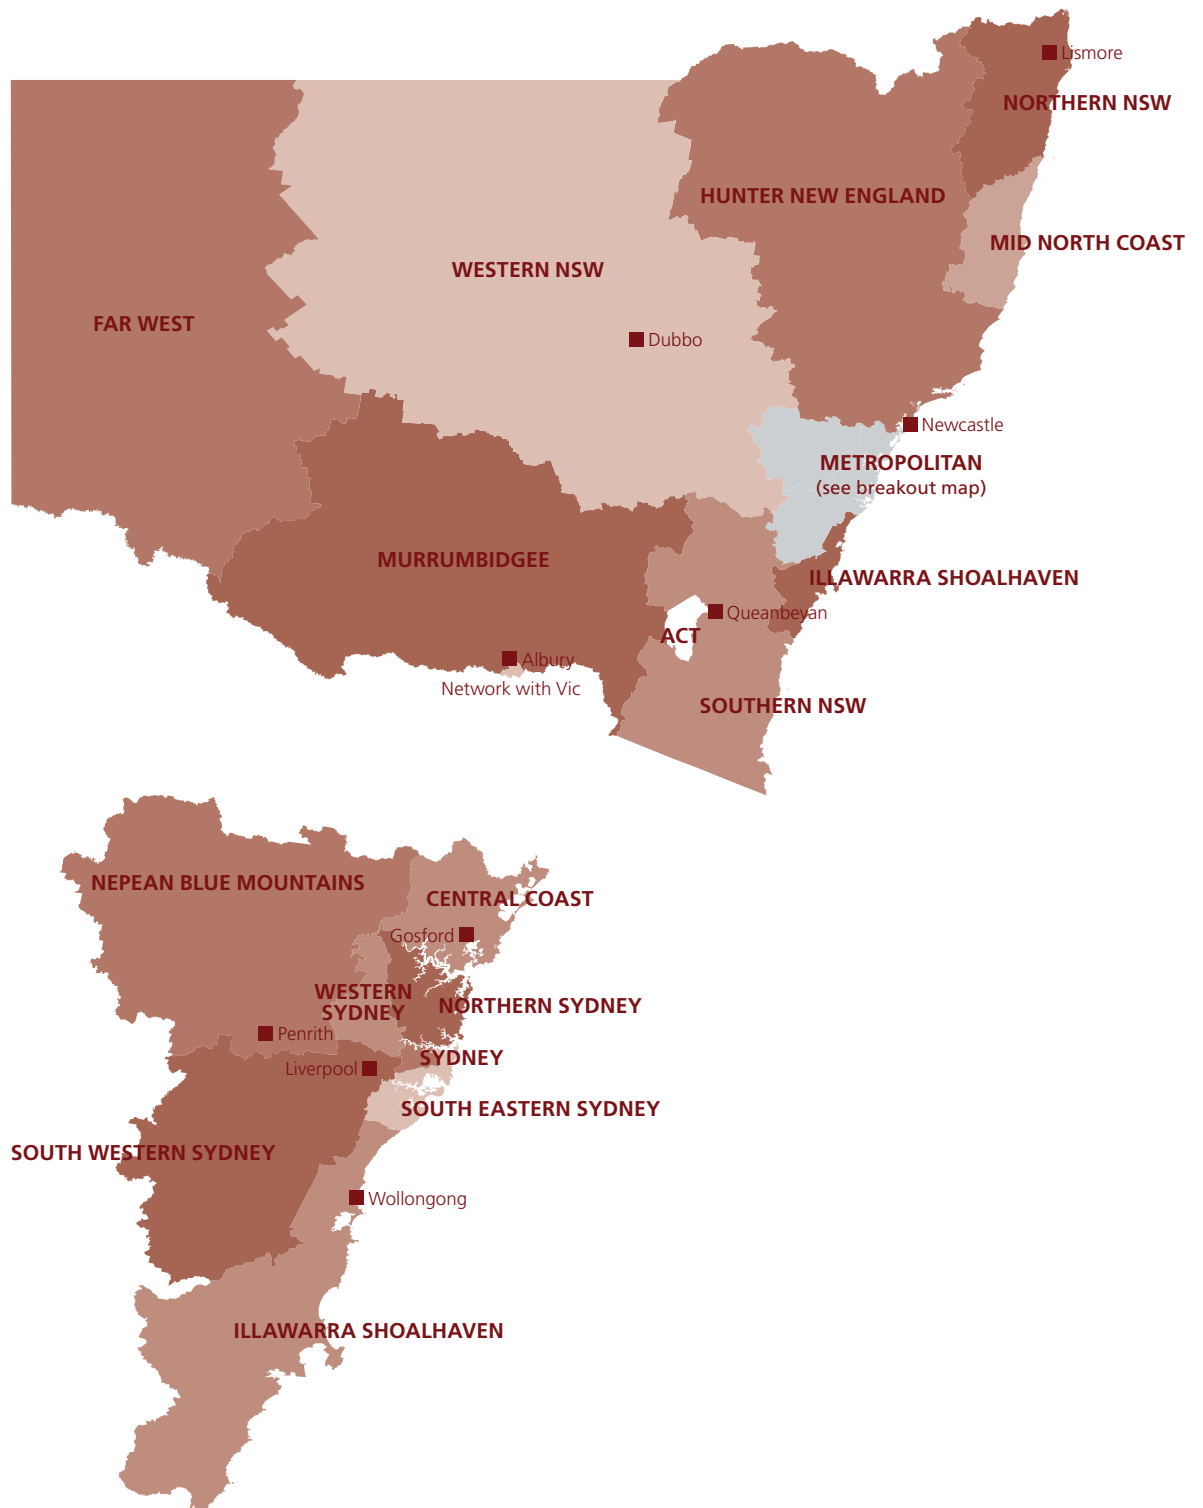 Lismore
NORTHERN NSW
HUNTER NEW ENGLAND
MID NORTH COAST
WESTERN NSW
FAR WEST
Dubbo
Newcastle
METROPOLITAN
(see breakout map)
MURRUMBIDGEE
ILLAWARRA SHOALHAVEN
Queanbeyan
ACT
Albury
Network with Vic
SOUTHERN NSW
NEPEAN BLUE MOUNTAINS
CENTRAL COAST
Gosford
WESTERN
SYDNEY
NORTHERN SYDNEY
Penrith
SYDNEY
Liverpool
SOUTH EASTERN SYDNEY
SOUTH WESTERN SYDNEY
Wollongong
ILLAWARRA SHOALHAVEN